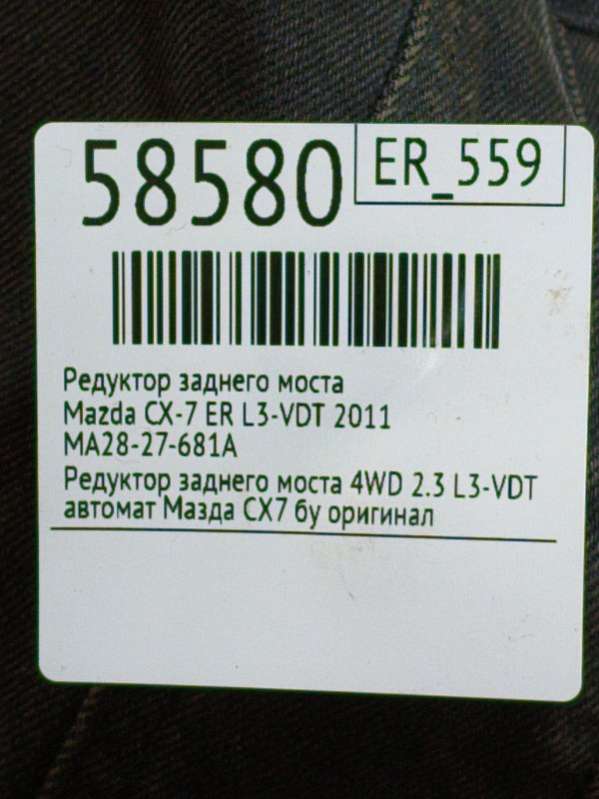 58580
ER_559
Редуктор заднего моста
Mazda CX-7 ER L3-VDT 2011
MA28-27-681A
Редуктор заднего моста 4WD 2.3 L3-VDT
автомат Мазда СХ7 бу оригинал